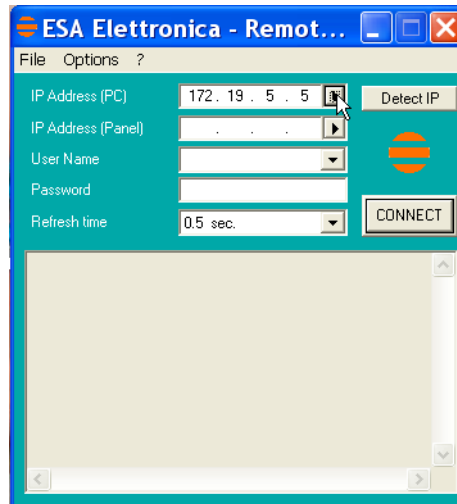 ESA Elettronica - Remot...
File Options ?
IP Address (PC) 172. 19 . 5 . 5 Detect IP
IP Address (Panel) . . .
User Name
Password
Refresh time 0.5 sec. CONNECT